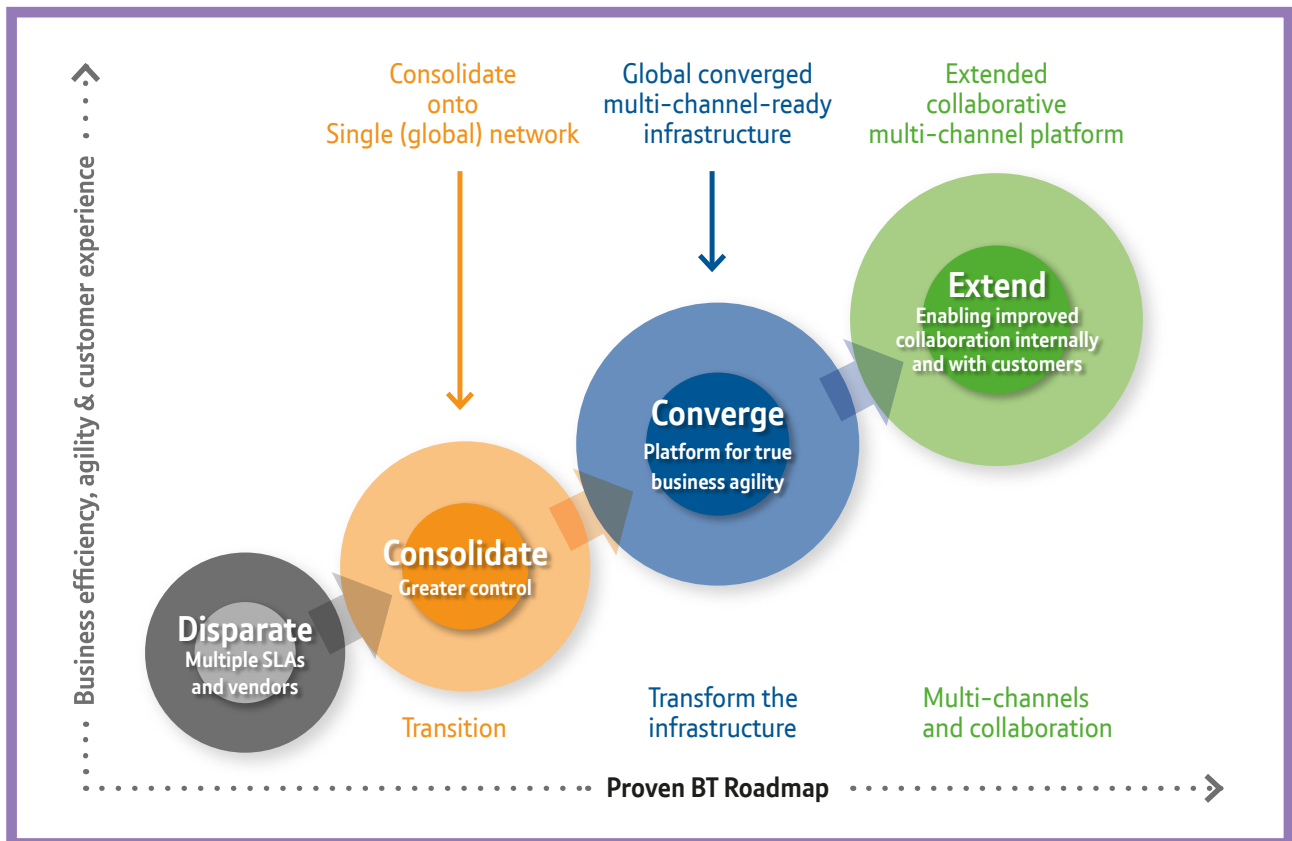 Business efficiency, agility & customer experience
Consolidate
onto
Single (global) network
Global converged
multi-channel-ready
infrastructure
Extended
collaborative
multi-channel platform
Disparate
Multiple SLAs
and vendors
Consolidate
Greater control
Converge
Platform for true
business agility
Extend
Enabling improved
collaboration internally
and with customers
Transition
Transform the
infrastructure
Multi-channels
and collaboration
Proven BT Roadmap